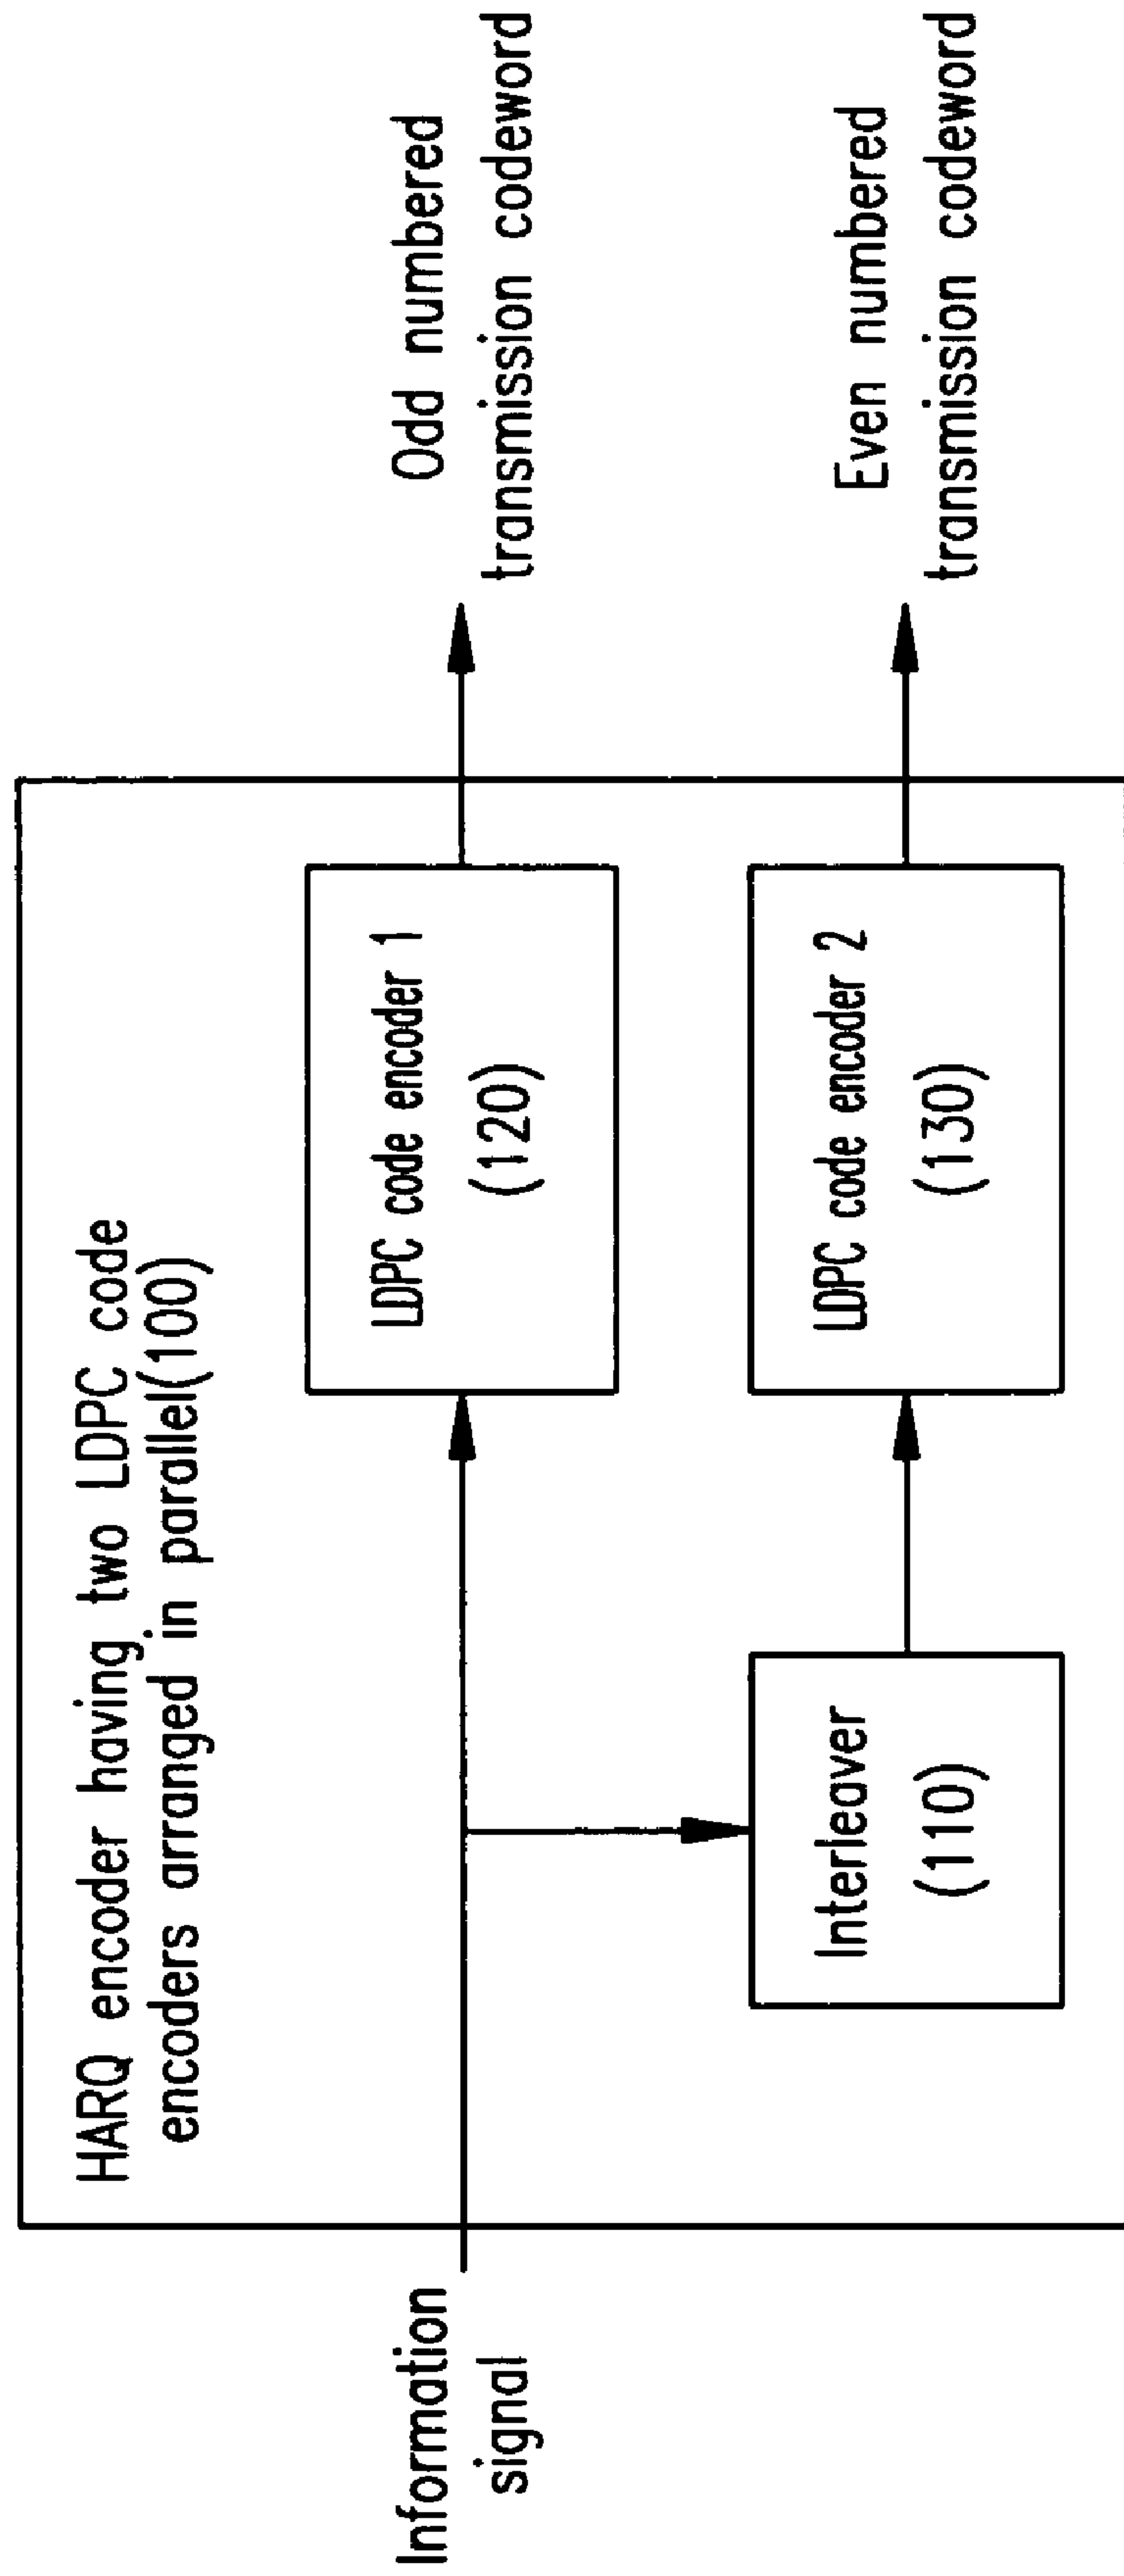 HARQ encoder having two LDPC code
encoders arranged in parallel(100)
Information
signal
LDPC code encoder 1
(120)
Odd numbered
transmission codeword
Interleaver
(110)
LDPC code encoder 2
(130)
Even numbered
transmission codeword